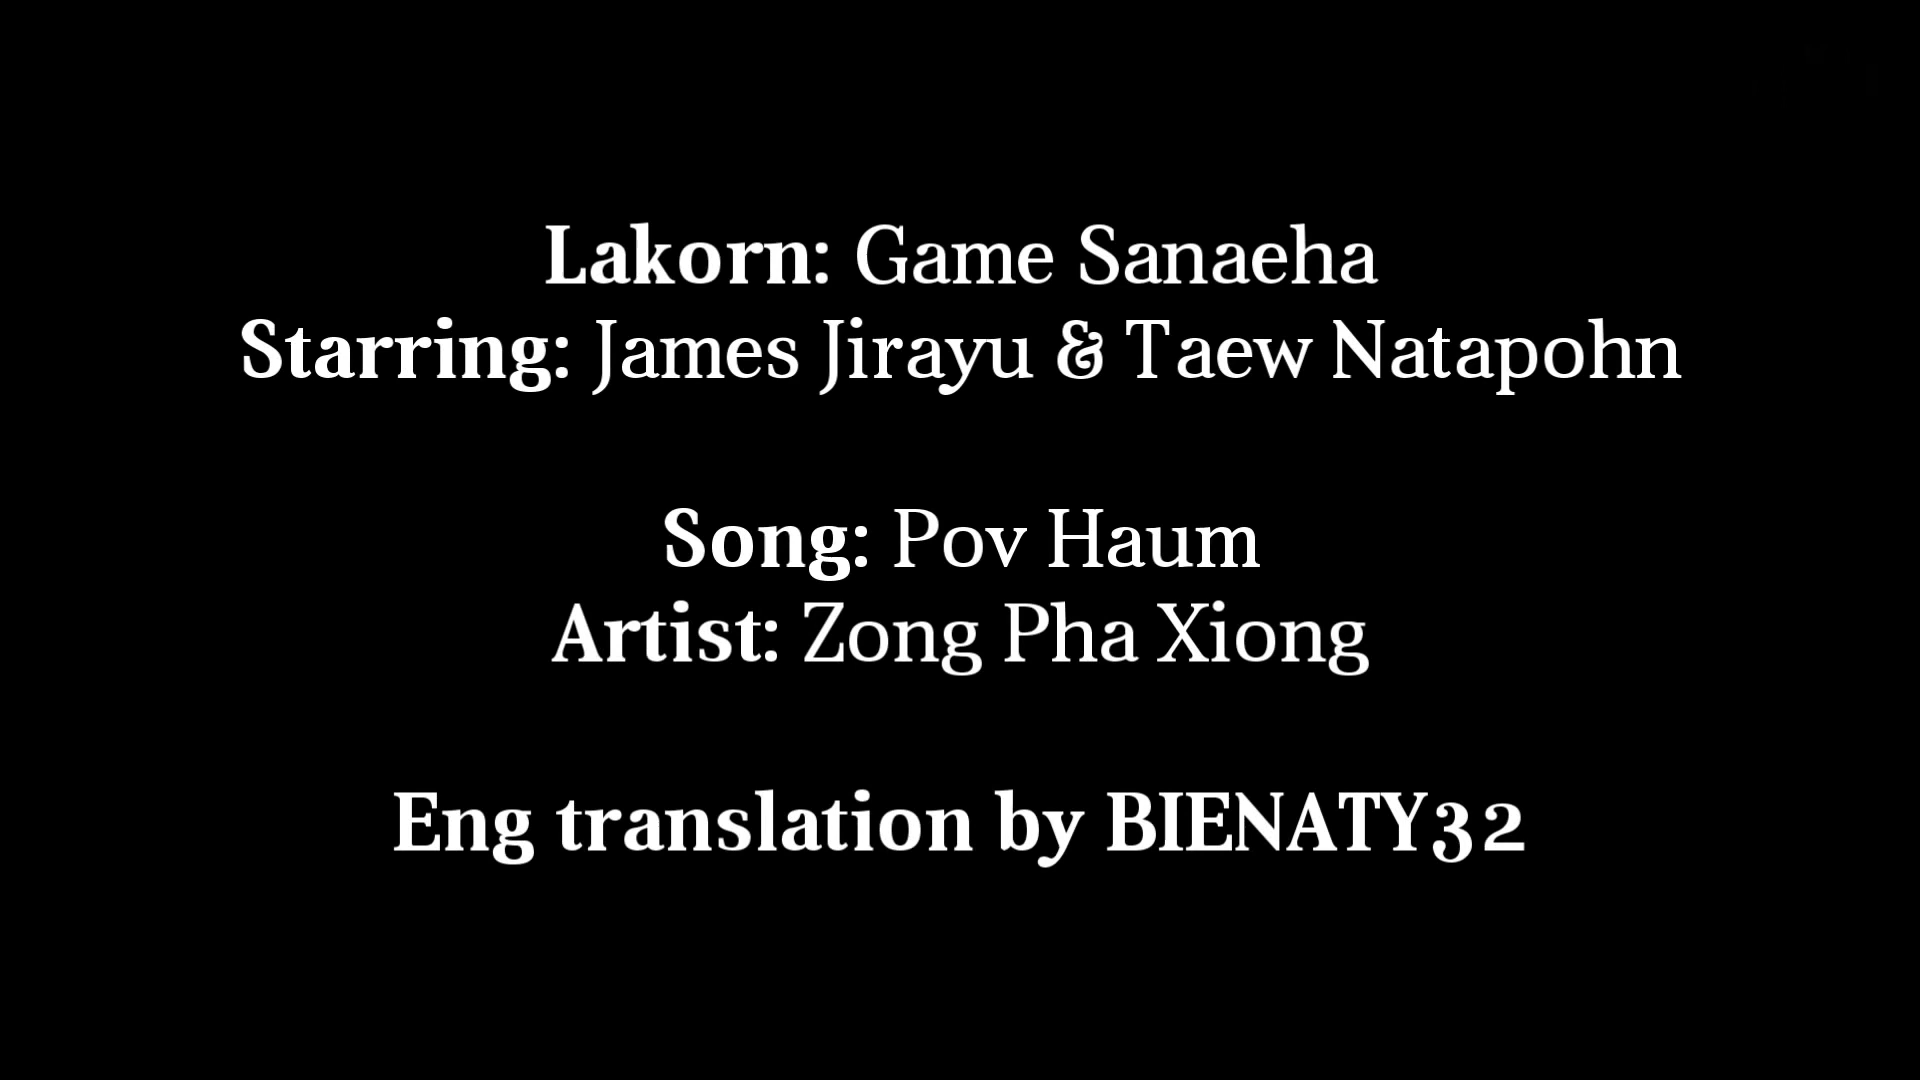 Lakorn: Game Sanaeha
Starring: James Jirayu & Taew Natapohn
Song: Pov Haum
Artist: Zong Pha Xiong
Eng translation by BIENATY32